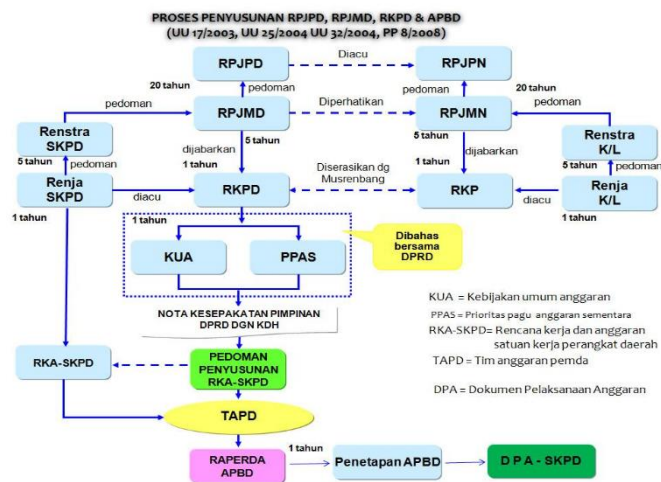 PROSES PENYUSUNAN RPJPD, RPJMD, RKPD & APBD
(UU 17/2003, UU 25/2004 UU 32/2004, PP 8/2008)
RPJPD
Diacu
RPJPN
20 tahun
pedoman
pedoman
20 tahun
pedoman
RPJMD
Diperhatikan
RPJMN
pedoman
Renstra
SKPD
5 tahun
dijabarkan
5 tahun
5 tahun
dijabarkan
Renstra
K/L
5 tahun
pedoman
1 tahun
Diserasikan dg
Musrenbang
1 tahun
5 tahun
pedoman
Renja
SKPD
diacu
RKPD
RKP
diacu
Renja
K/L
1 tahun
1 tahun
1 tahun
KUA
PPAS
Dibahas
bersama
DPRD
NOTA KESEPAKATAN PIMPINAN
DPRD DGN KDH
KUA = Kebijakan umum anggaran
PPAS = Prioritas pagu anggaran sementara
RKA-SKPD= Rencana kerja dan anggaran
satuan kerja perangkat daerah
TAPD = Tim anggaran pemda
DPA = Dokumen Pelaksanaan Anggaran
RKA-SKPD
PEDOMAN
PENYUSUNAN
RKA-SKPD
TAPD
RAPERDA
APBD
1 tahun
Penetapan APBD
D P A - SKPD